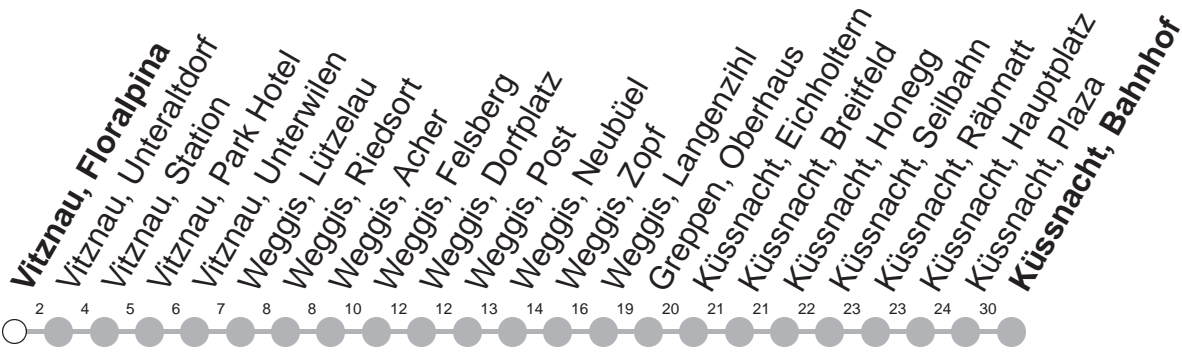 Vitznau, Floralpina
Vitznau, Unteraltdorf
Vitznau, Station
Vitznau, Park Hotel
Vitznau, Unterwilen
Weggis, Lützelau
Weggis, Riedsort
Weggis, Acher
Weggis, Felsberg
Weggis, Dorfplatz
Weggis, Post
Weggis, Neubüel
Weggis, Zopf
Weggis, Langenzihl
Greppen, Oberhaus
Küssnacht, Eichholtern
Küssnacht, Breitfeld
Küssnacht, Honegg
Küssnacht, Seilbahn
Küssnacht, Räbmatt
Küssnacht, Hauptplatz
Küssnacht, Plaza
Küssnacht, Bahnhof
2 4 5 6 7 8 8 10 12 12 13 14 16 19 20 21 21 22 23 23 24 30